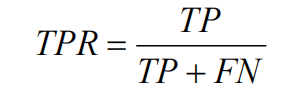 TPR = TP / (TP + FN)